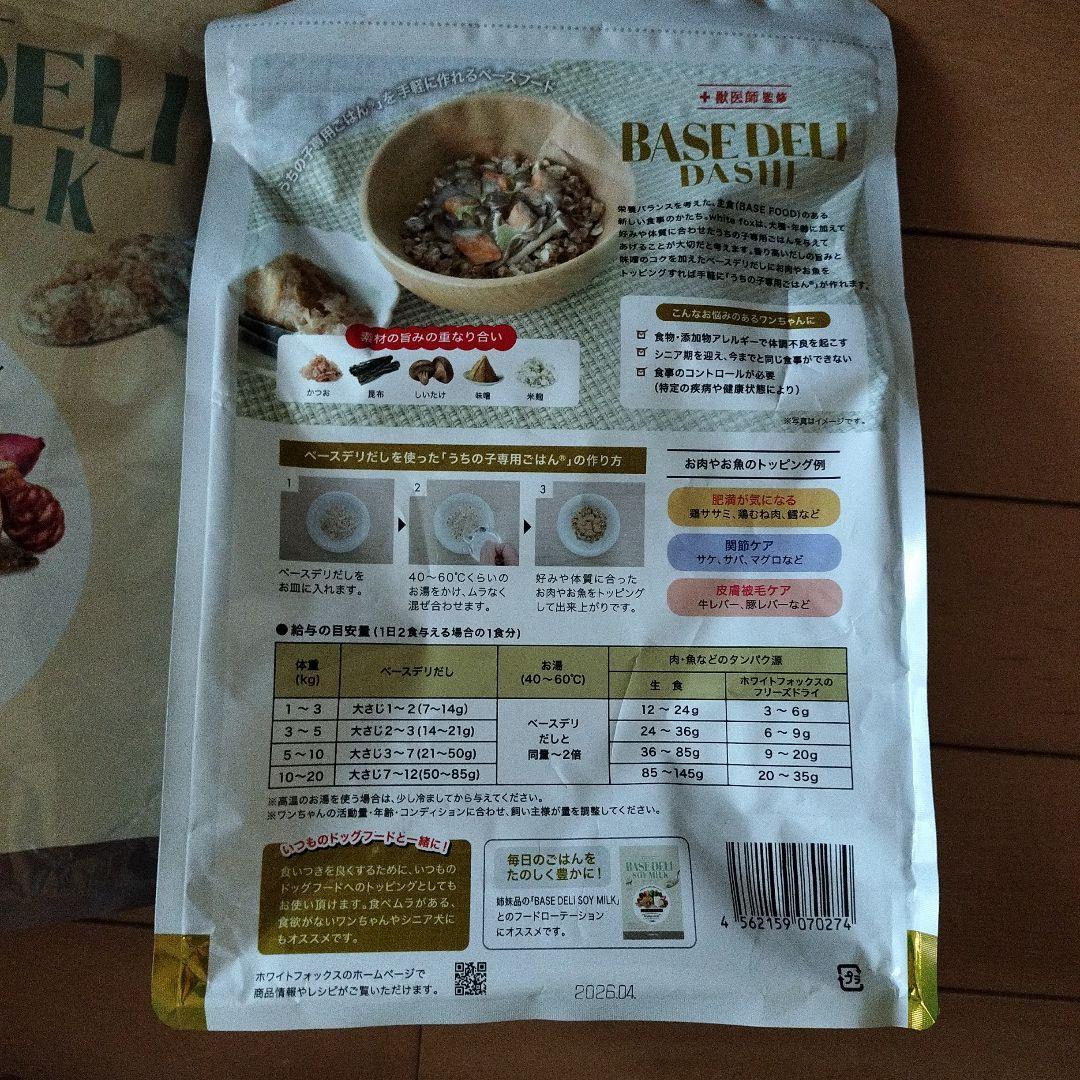 DELI
LK
うちの子専用ごはん®」を手軽に作れるベースフード
+獣医師監修
BASE DELI
DASHI
栄養バランスを考えた、主食(BASE FOOD)のある
新しい食事のかたち。white foxは、犬種・年齢に加えて
好みや体質に合わせたうちの子専用ごはんを与えて
あげることが大切だと考えます。香り高いだしの旨みと
味噌のコクを加えたベースデリだしにお肉やお魚を
トッピングすれば手軽に「うちの子専用ごはん®」が作れます。
素材の旨みの重なり合い
かつお 昆布 しいたけ 味噌 米麹
こんなお悩みのあるワンちゃんに
食物・添加物アレルギーで体調不良を起こす
シニア期を迎え、今までと同じ食事ができない
食事のコントロールが必要
(特定の疾病や健康状態により)
※写真はイメージです。
ベースデリだしを使った「うちの子専用ごはん®」の作り方
1 2 3
ベースデリだしを
お皿に入れます。
40〜60℃くらいの
お湯をかけ、ムラなく
混ぜ合わせます。
好みや体質に合った
お肉やお魚をトッピング
して出来上がりです。
お肉やお魚のトッピング例
肥満が気になる
鶏ササミ、鶏むね肉、鱈など
関節ケア
サケ、サバ、マグロなど
皮膚被毛ケア
牛レバー、豚レバーなど
●給与の目安量(1日2食与える場合の1食分)
体重
(kg)
ベースデリだし
お湯
(40〜60℃)
肉・魚などのタンパク源
生 食
ホワイトフォックスの
フリーズドライ
1 〜 3 大さじ1〜2(7〜14g) 12 〜 24g 3 〜 6g
3 〜 5 大さじ2〜3(14〜21g) 24 〜 36g 6 〜 9g
5〜10 大さじ3〜7(21〜50g) 36 〜 85g 9 〜 20g
10〜20 大さじ7〜12(50〜85g) 85 〜145g 20 〜 35g
ベースデリ
だしと
同量〜2倍
※高温のお湯を使う場合は、少し冷ましてから与えてください。
※ワンちゃんの活動量・年齢・コンディションに合わせ、飼い主様が量を調整してください。
いつものドッグフードと一緒に!
食いつきを良くするために、いつもの
ドッグフードへのトッピングとしても
お使い頂けます。食べムラがある、
食欲がないワンちゃんやシニア犬に
もオススメです。
毎日のごはんを
たのしく豊かに!
姉妹品の「BASE DELI SOY MILK」
とのフードローテーション
にオススメです。
BASE DELI
SOY MILK
4 562159 070274
ホワイトフォックスのホームページで
商品情報やレシピがご覧いただけます。
2026.04.
プラ